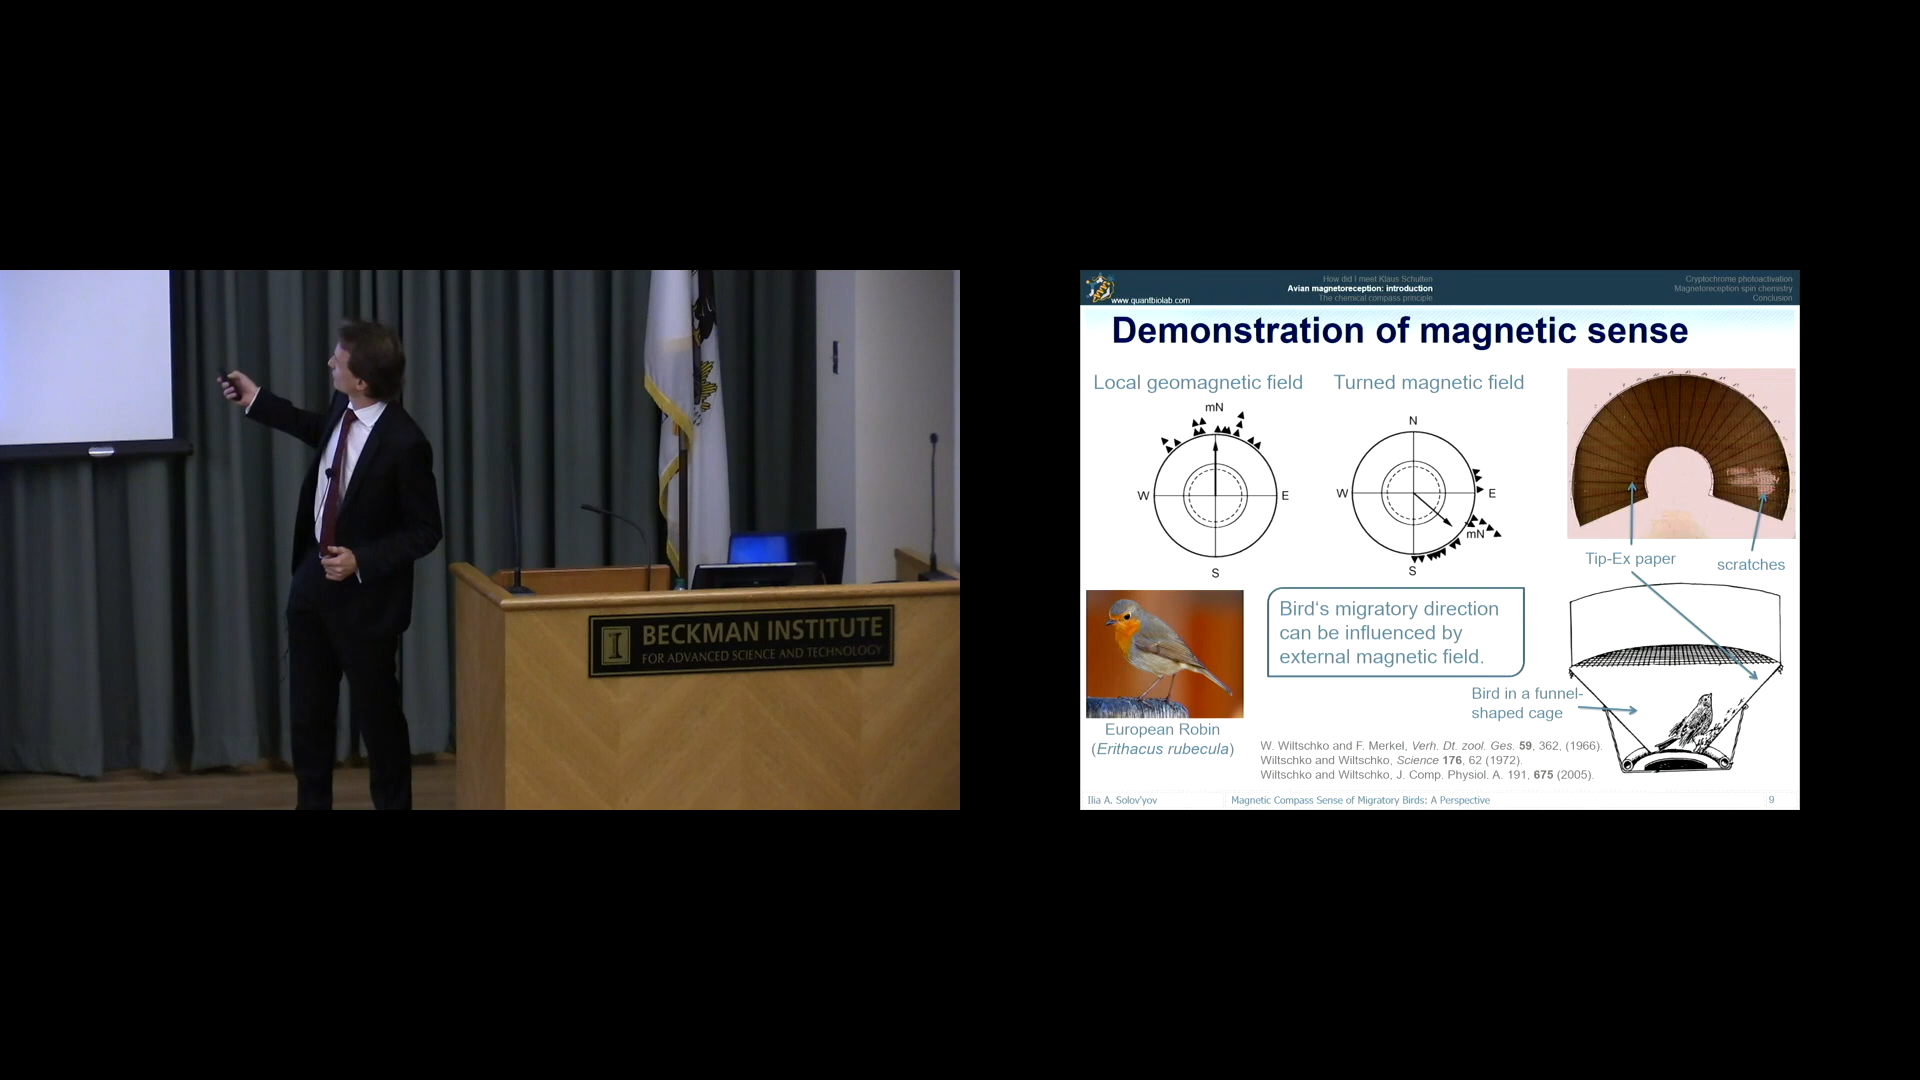 I
BECKMAN INSTITUTE
FOR ADVANCED SCIENCE AND TECHNOLOGY
www.quantbiolab.com
How did I meet Klaus Schulten
Avian magnetoreception: introduction
The chemical compass principle
Cryptochrome photoactivation
Magnetoreception spin chemistry
Conclusion
Demonstration of magnetic sense
Local geomagnetic field
Turned magnetic field
mN
W
E
S
N
W
E
mN
S
Tip-Ex paper
scratches
Bird's migratory direction
can be influenced by
external magnetic field.
Bird in a funnel-
shaped cage
European Robin
(Erithacus rubecula)
W. Wiltschko and F. Merkel, Verh. Dt. zool. Ges. 59, 362, (1966).
Wiltschko and Wiltschko, Science 176, 62 (1972).
Wiltschko and Wiltschko, J. Comp. Physiol. A. 191, 675 (2005).
Ilia A. Solov'yov
Magnetic Compass Sense of Migratory Birds: A Perspective
9